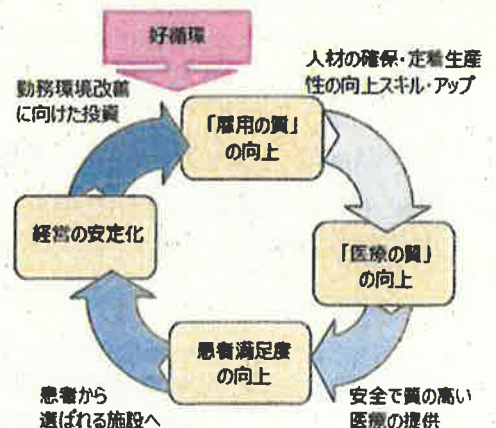 好循環
人材の確保・定着生産
性の向上スキル・アップ
勤務環境改善
に向けた投資
「雇用の質」
の向上
経営の安定化
「医療の質」
の向上
患者満足度
の向上
患者から
選ばれる施設へ
安全で質の高い
医療の提供